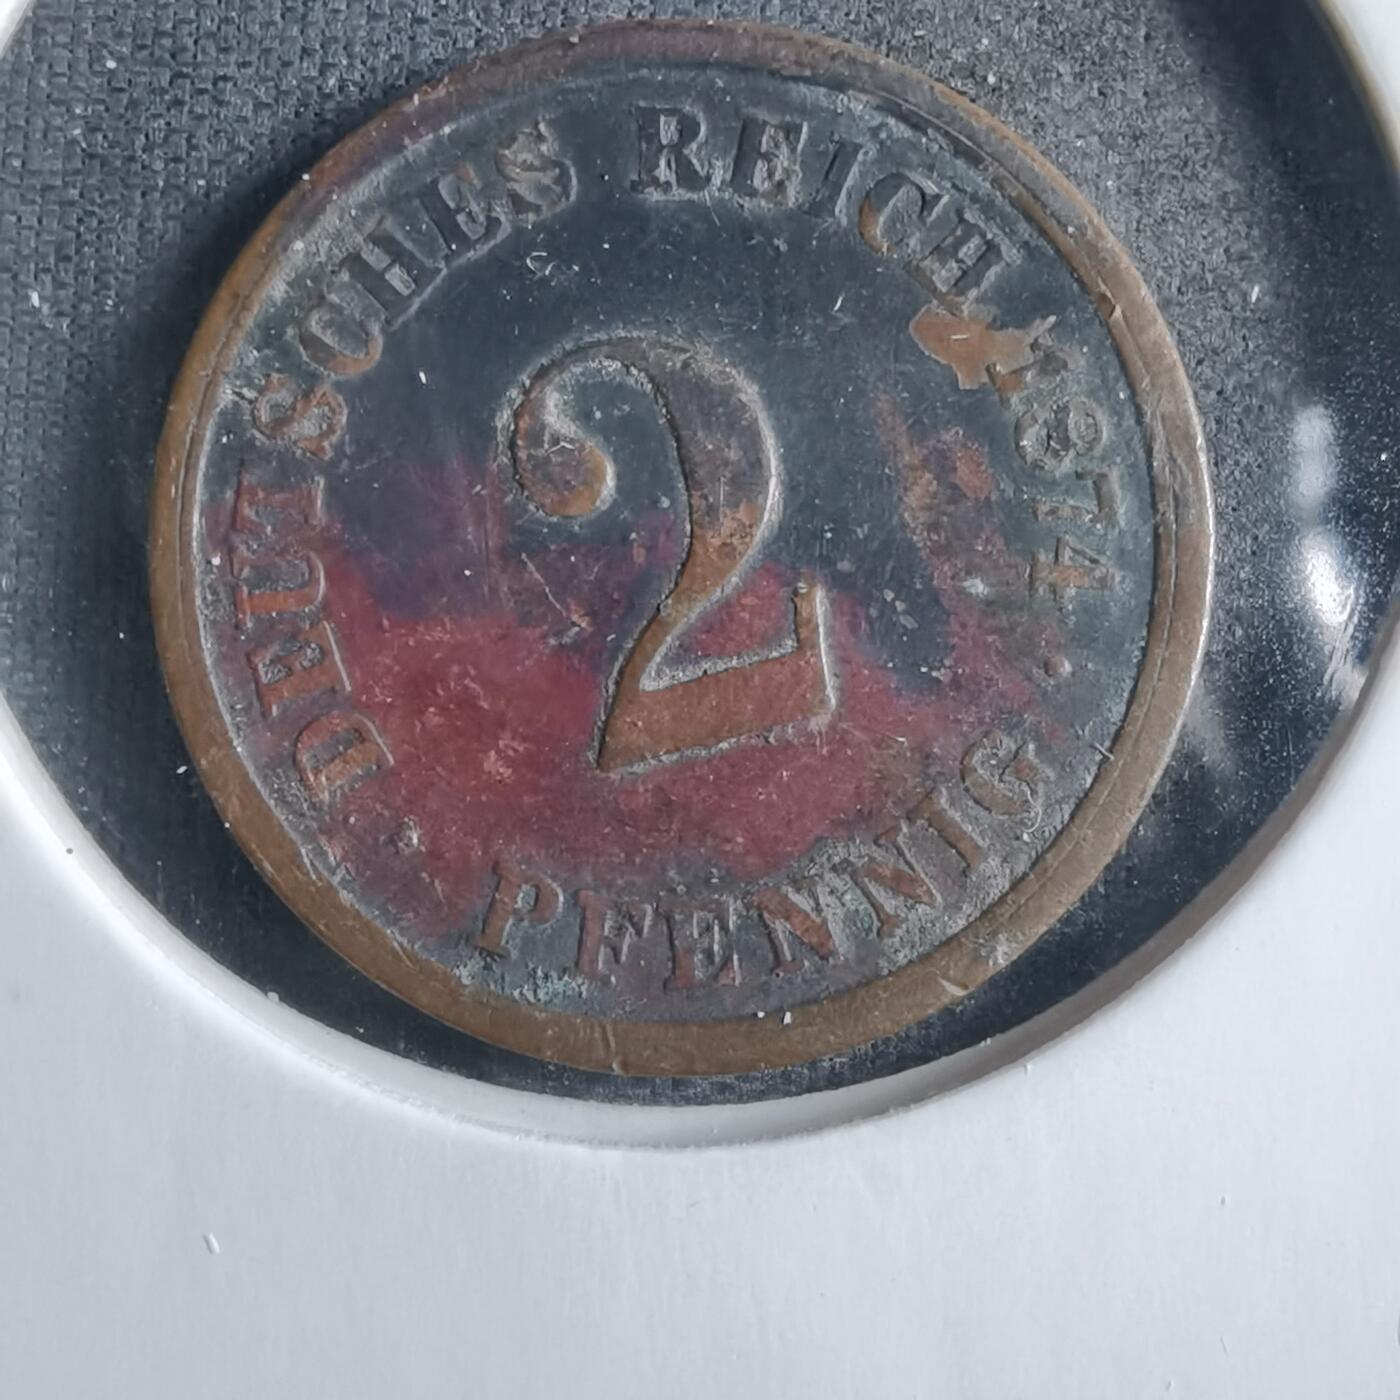 DEUTSCHES REICH 1874.
2
PFENNIG